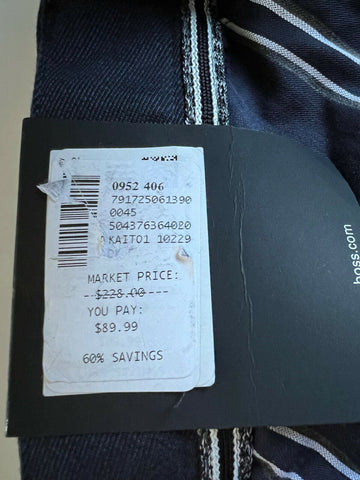 0952 406
791725061390
0045
504376364020
KAITO1 10229
MARKET PRICE:
$228.00
YOU PAY:
$89.99
60% SAVINGS
boss.com